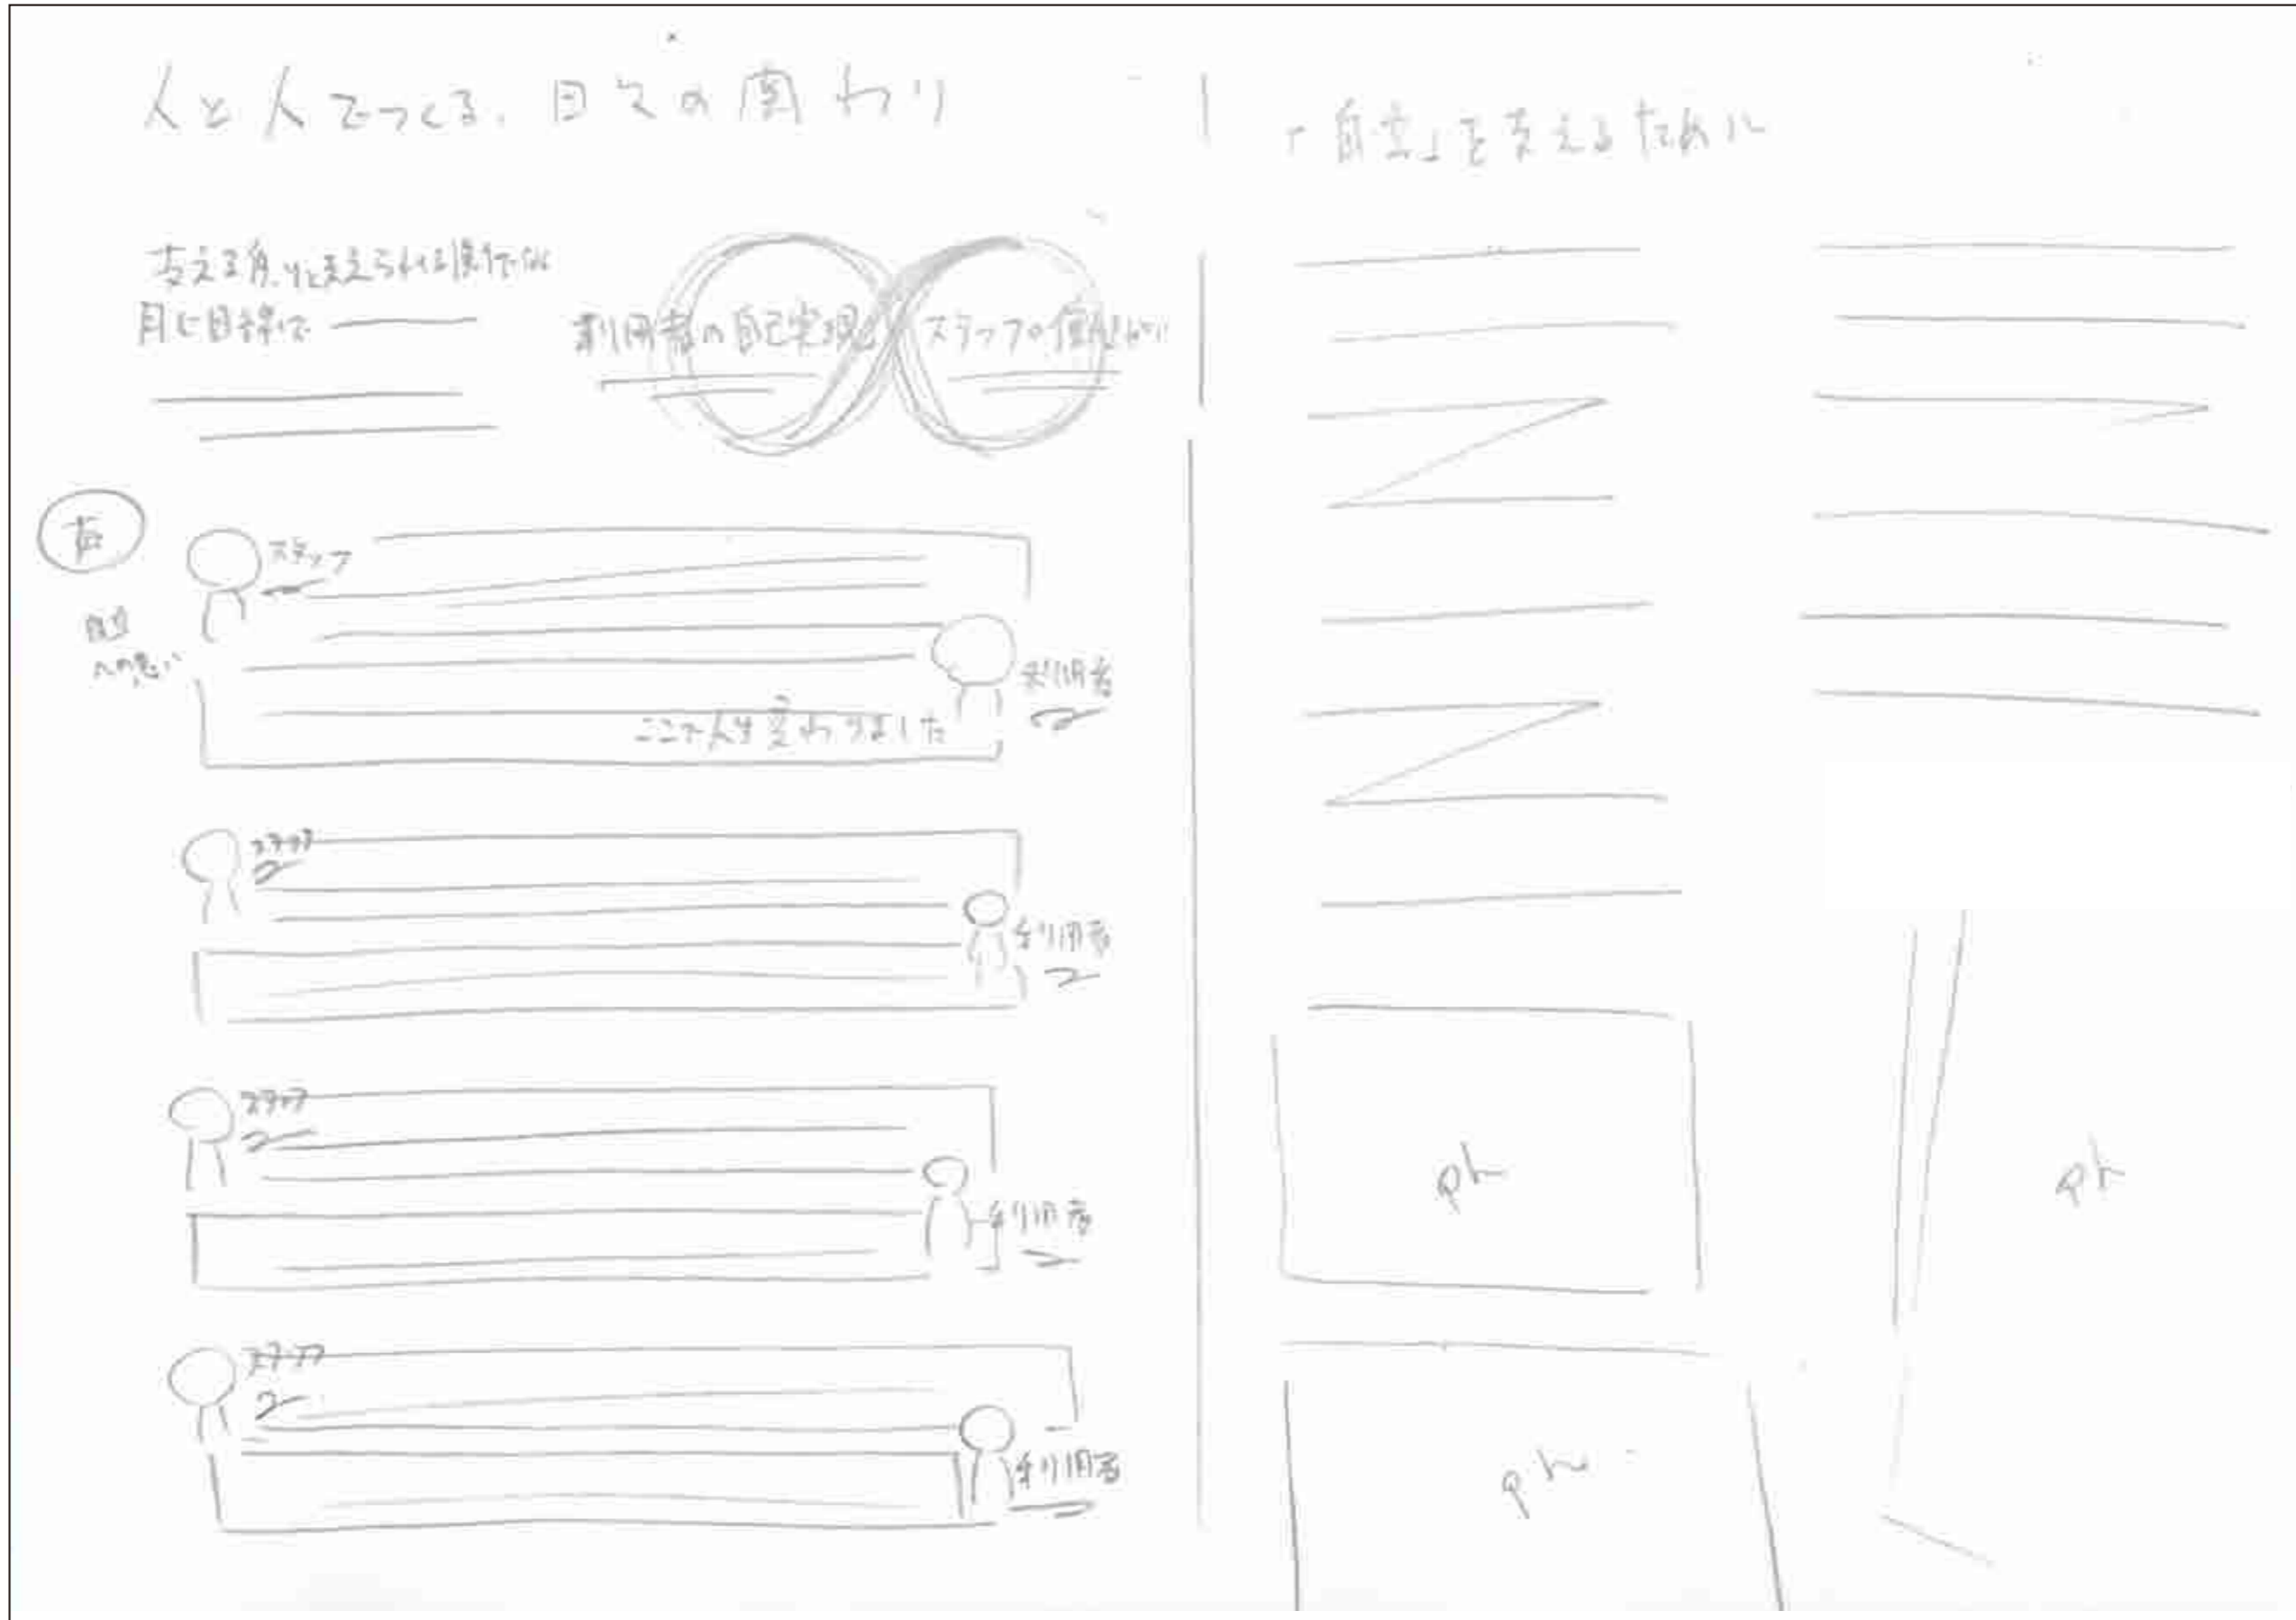 人と人でつくる、日々の関わり
支える側と支えられる関係では
同じ目線で
利用者の自己実現
スタッフの働きがい
スタッフ
自立
への思い
利用者
ここで人生変わりました
スタッフ
利用者
スタッフ
利用者
スタッフ
利用者
「自立」を支えるために
ph
ph
ph